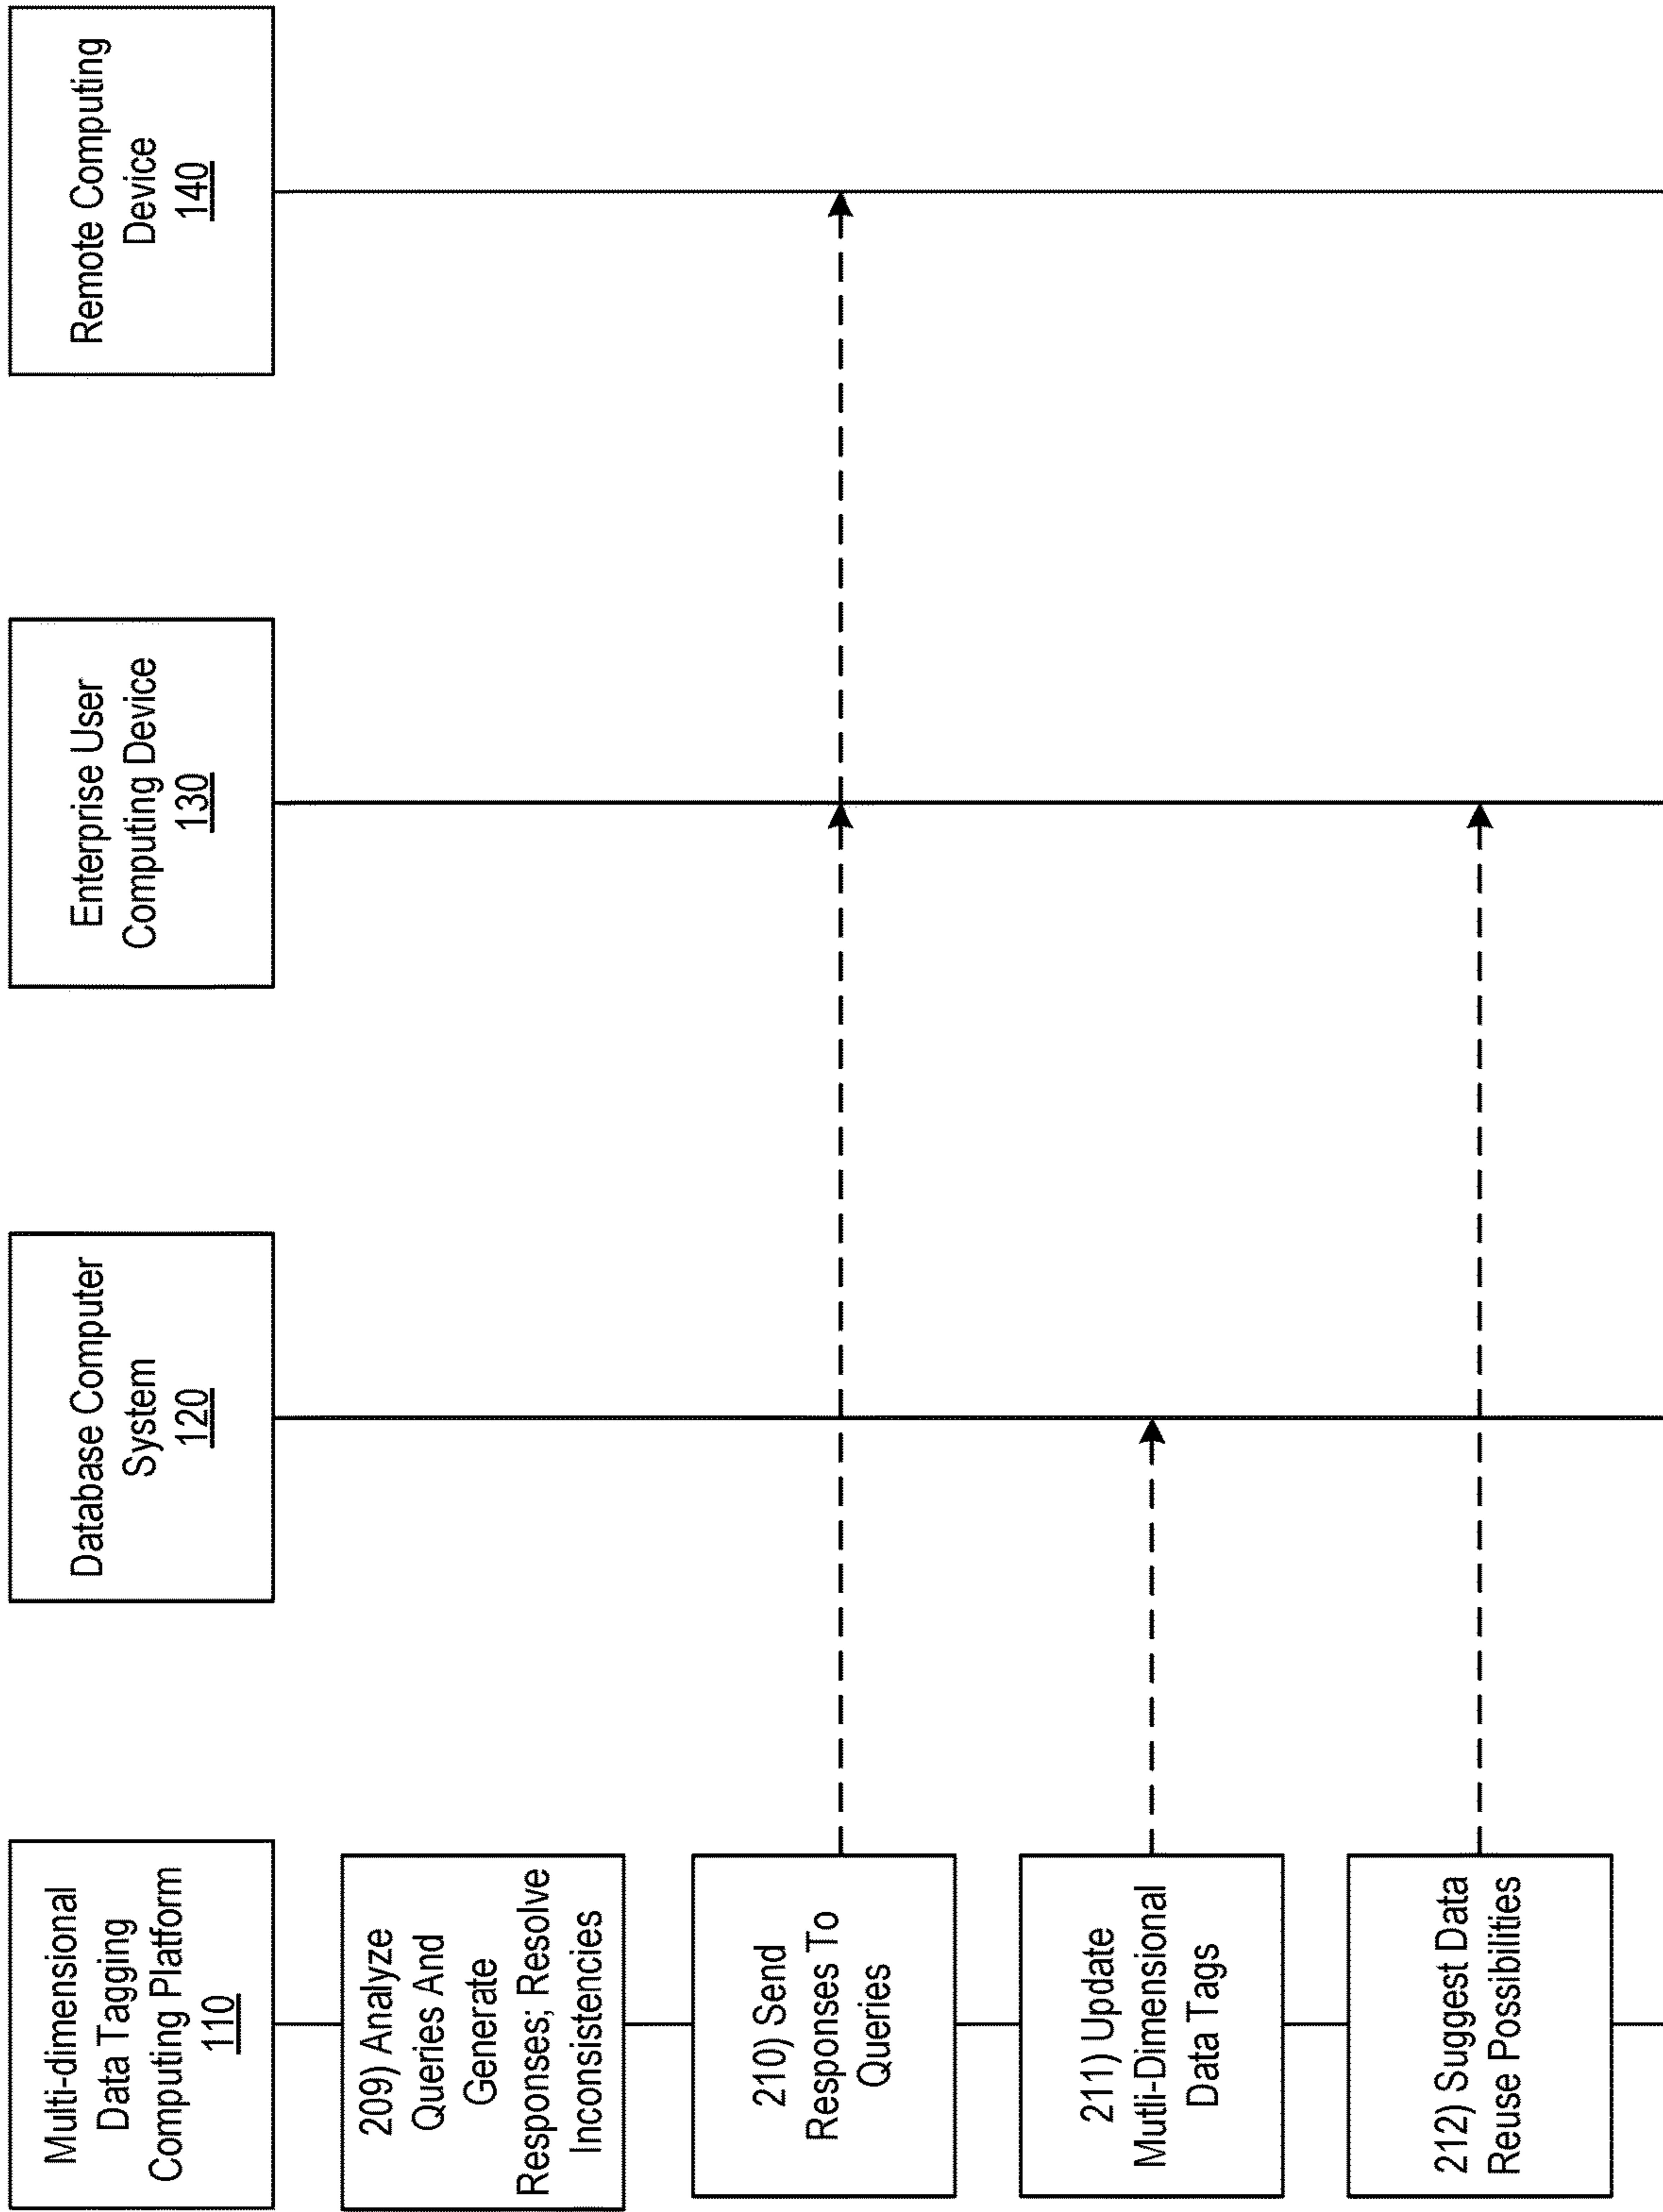 Multi-dimensional
Data Tagging
Computing Platform
110
Database Computer
System
120
Enterprise User
Computing Device
130
Remote Computing
Device
140
209) Analyze
Queries And
Generate
Responses; Resolve
Inconsistencies
210) Send
Responses To
Queries
211) Update
Mutli-Dimensional
Data Tags
212) Suggest Data
Reuse Possibilities